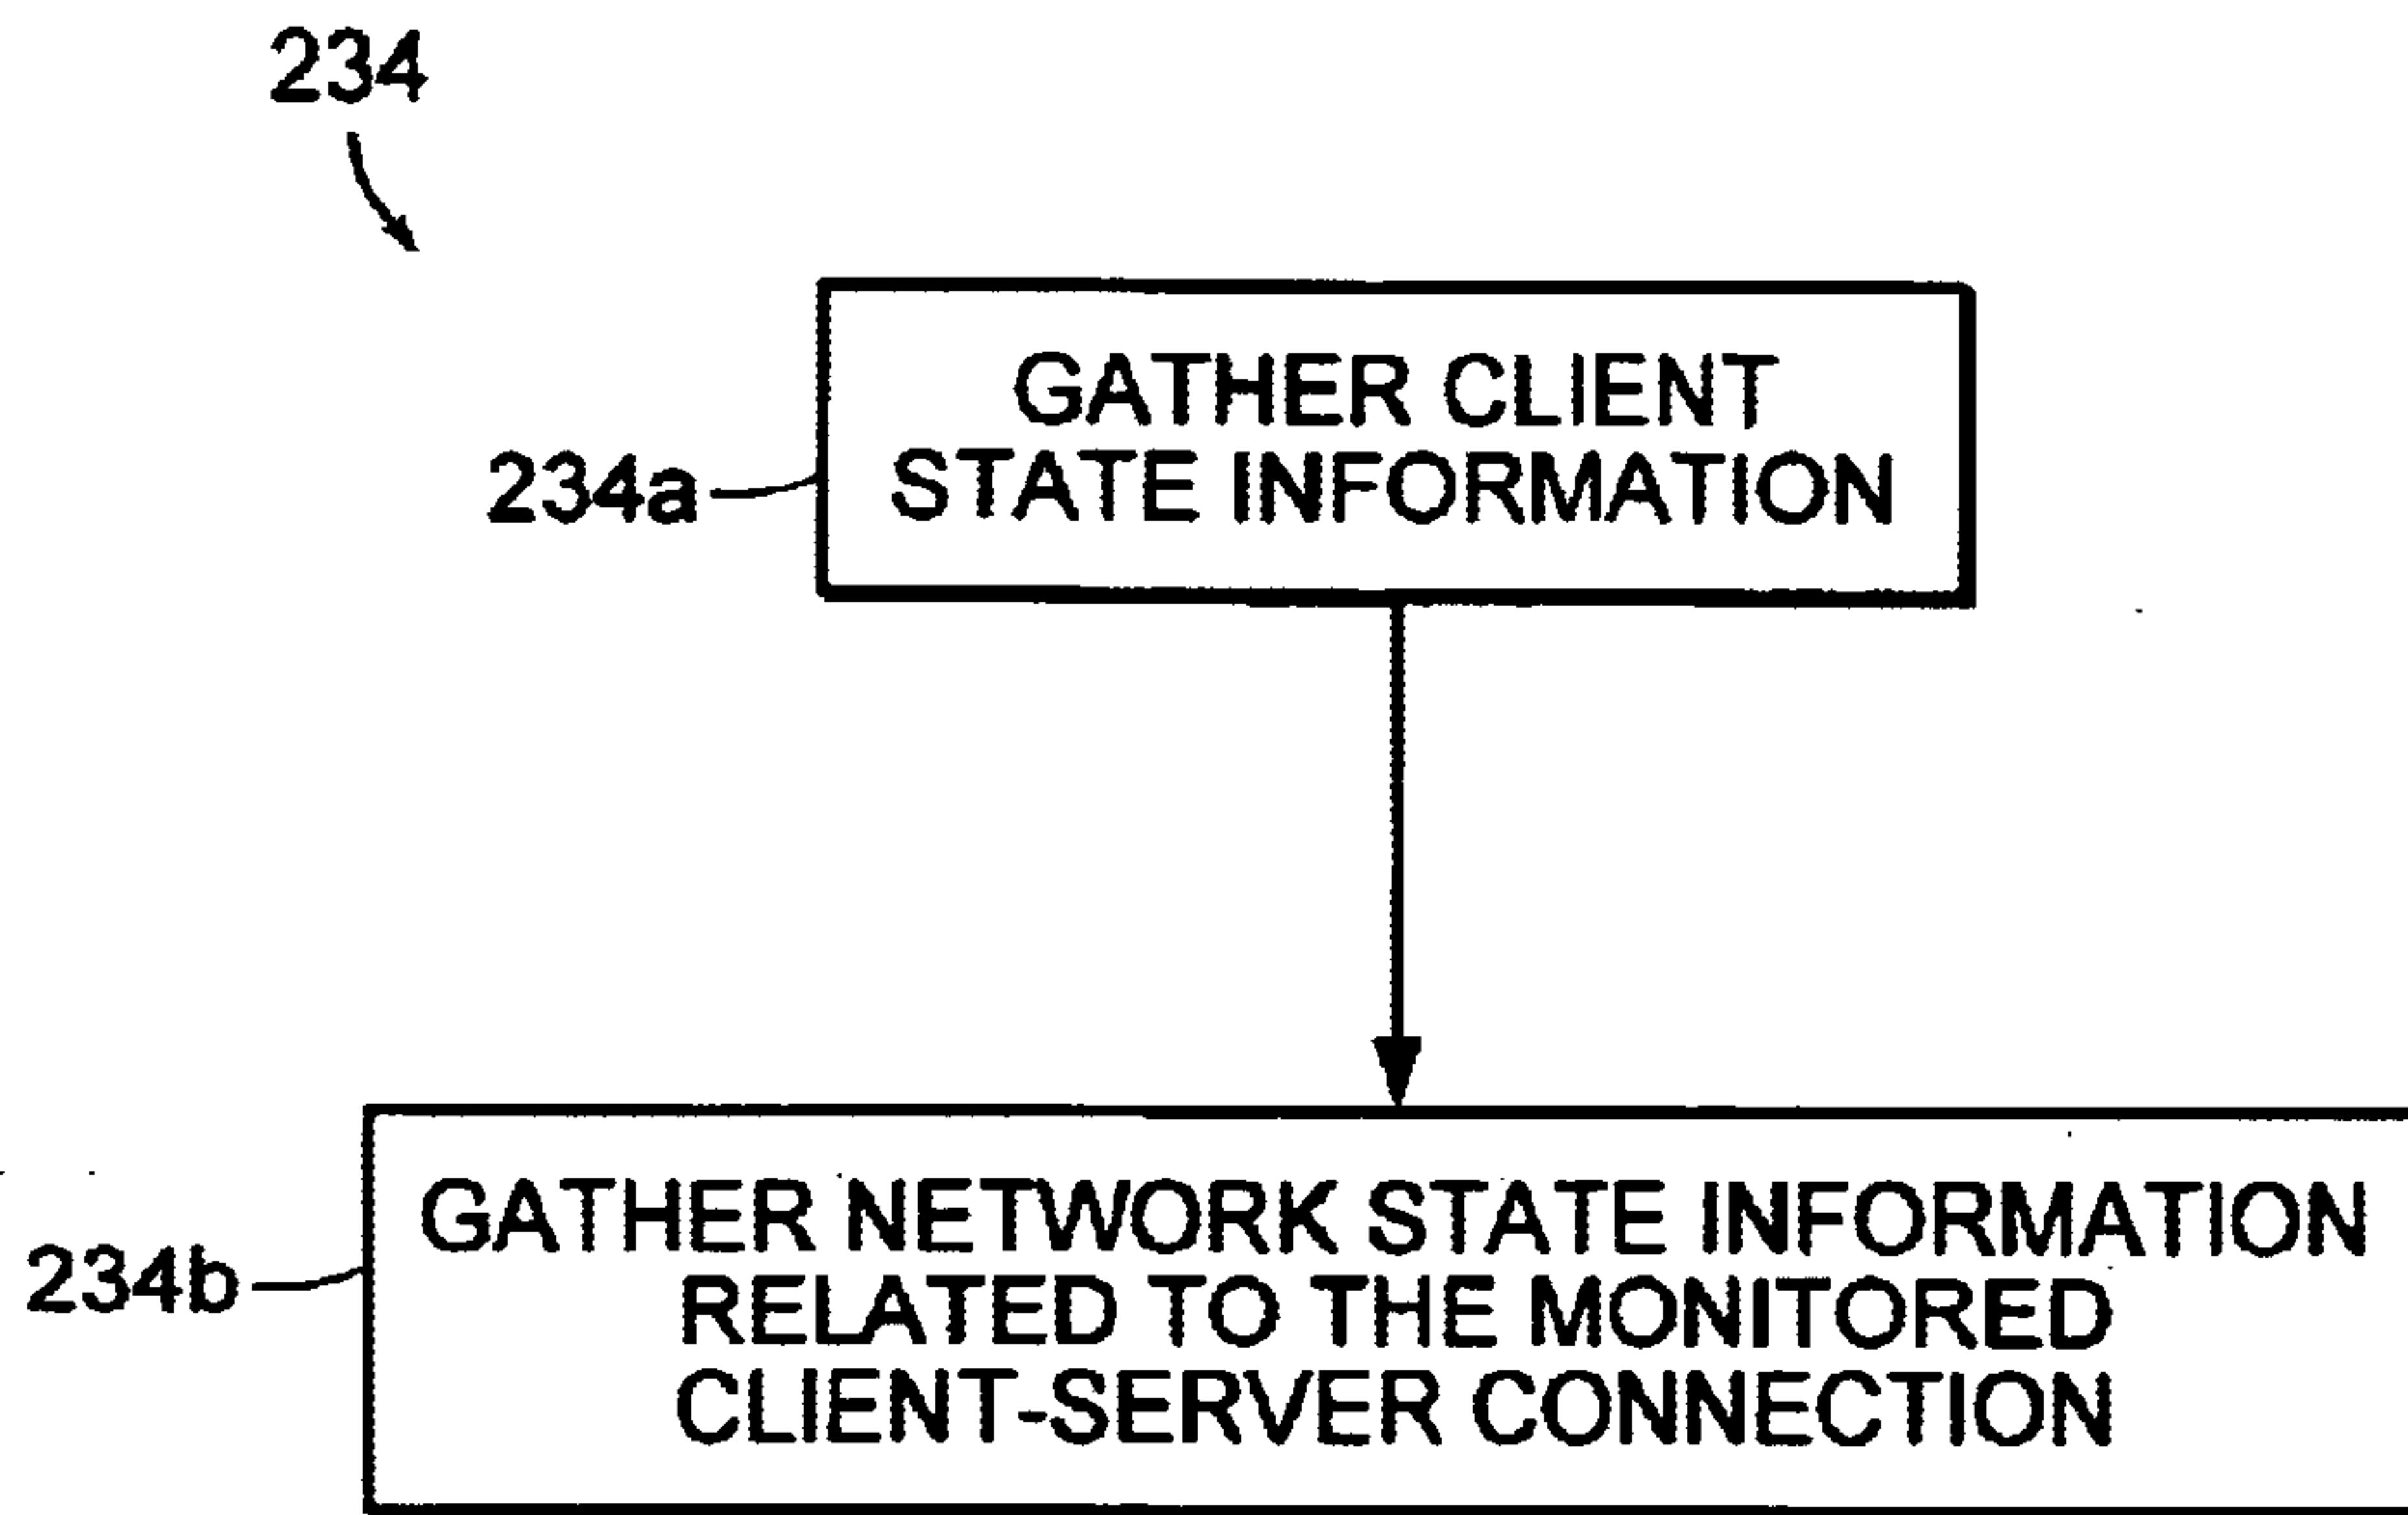 234
GATHER CLIENT
234a
STATE INFORMATION
GATHER NETWORK STATE INFORMATION
234b
RELATED TO THE MONITORED
CLIENT-SERVER CONNECTION